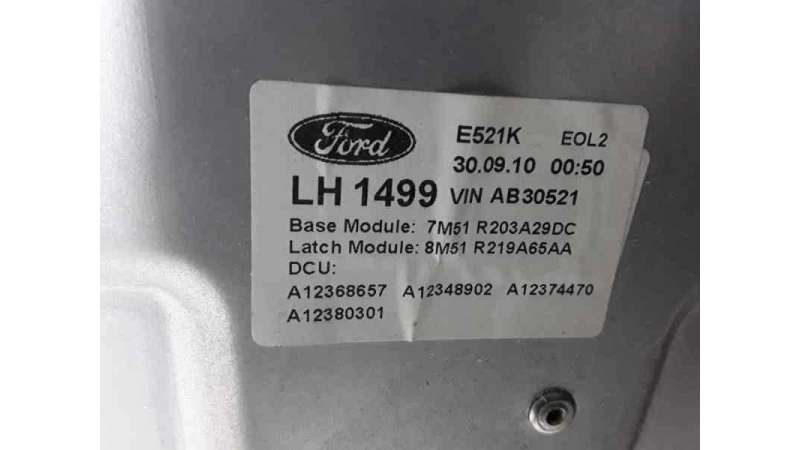 Ford E521K EOL2
30.09.10 00:50
LH 1499 VIN AB30521
Base Module: 7M51 R203A29DC
Latch Module: 8M51 R219A65AA
DCU:
A12368657 A12348902 A12374470
A12380301